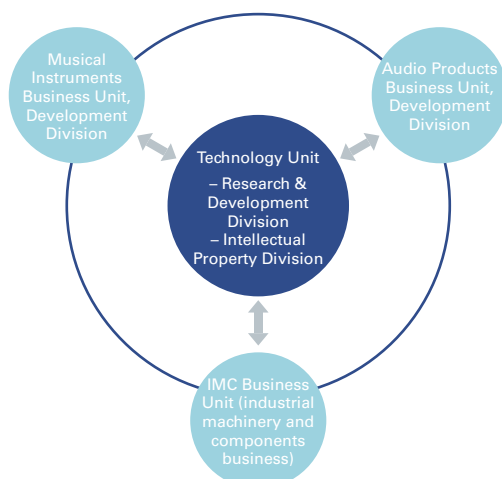 Musical
Instruments
Business Unit,
Development
Division
Audio Products
Business Unit,
Development
Division
Technology Unit
– Research &
Development
Division
– Intellectual
Property Division
IMC Business
Unit (industrial
machinery and
components
business)